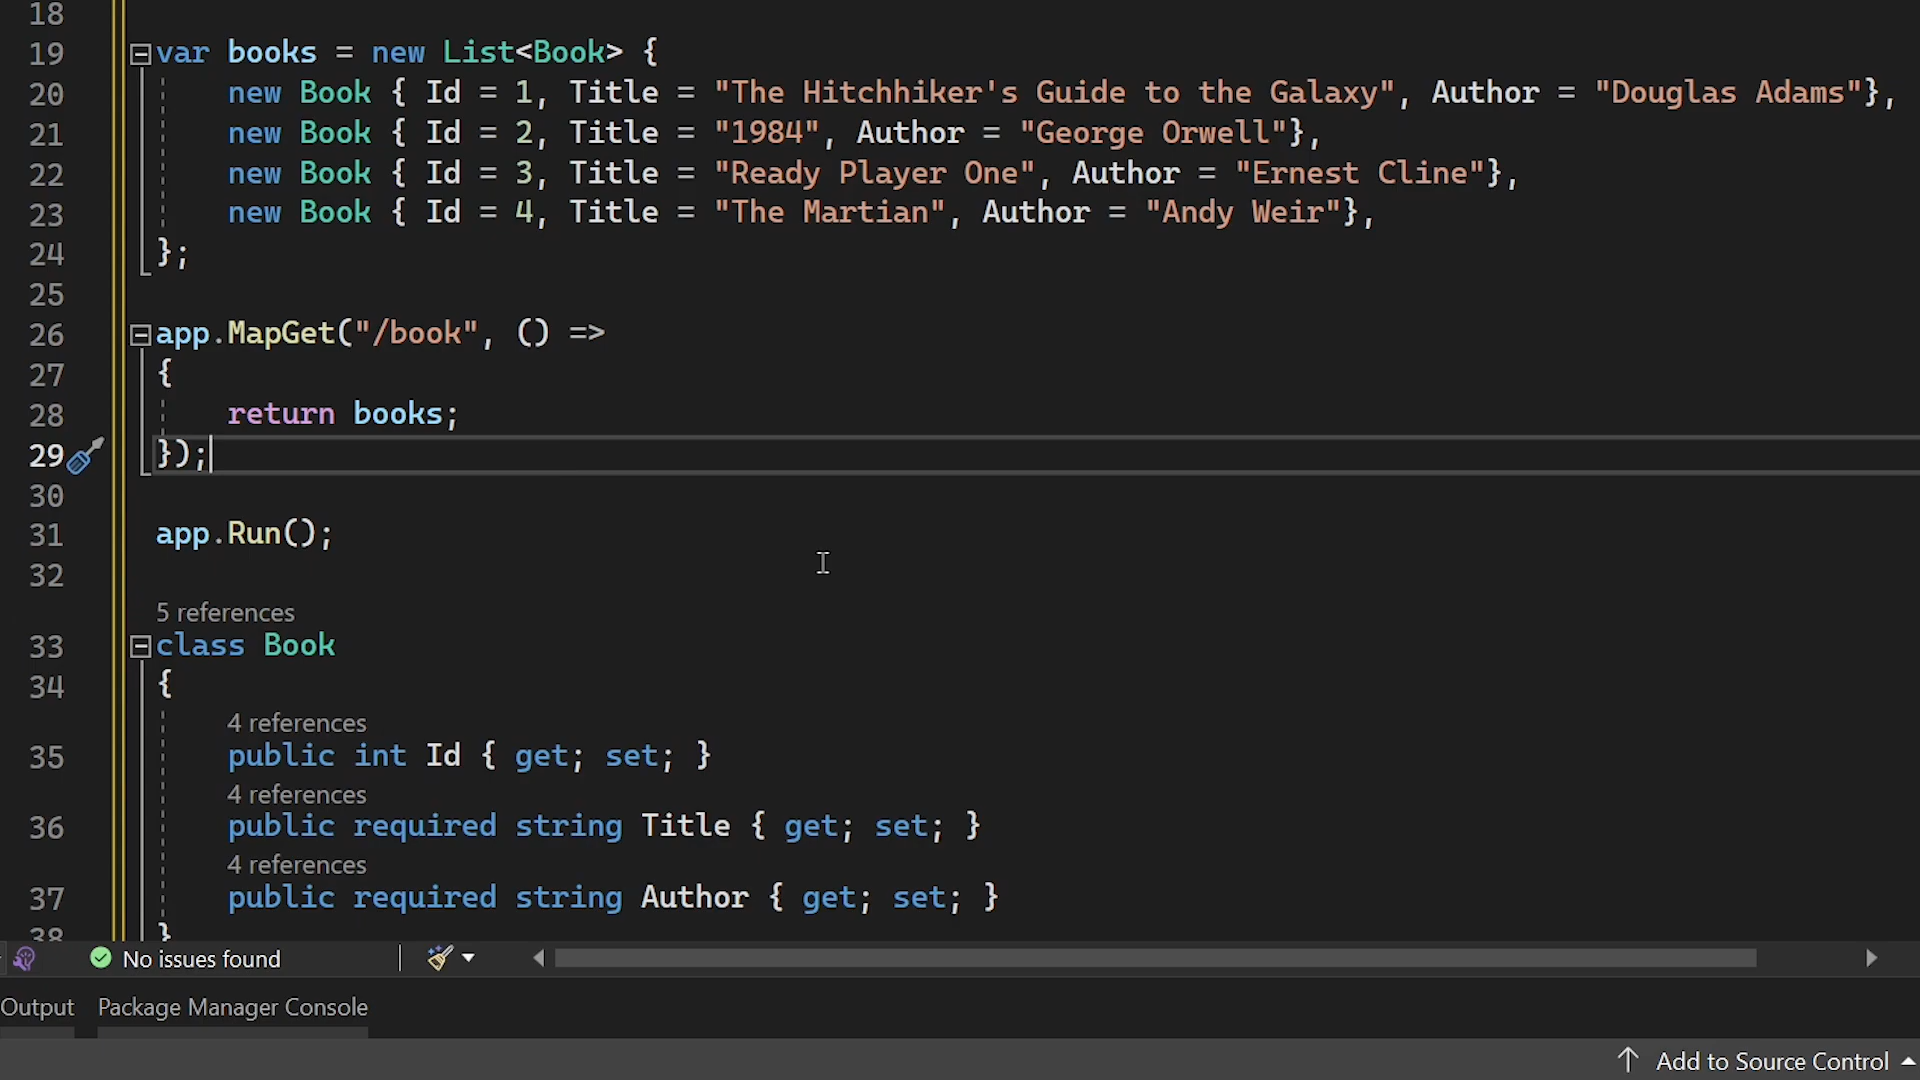 18
19 var books = new List<Book> {
20 new Book { Id = 1, Title = "The Hitchhiker's Guide to the Galaxy", Author = "Douglas Adams"},
21 new Book { Id = 2, Title = "1984", Author = "George Orwell"},
22 new Book { Id = 3, Title = "Ready Player One", Author = "Ernest Cline"},
23 new Book { Id = 4, Title = "The Martian", Author = "Andy Weir"},
24 };
25
26 app.MapGet("/book", () =>
27 {
28 return books;
29 });
30
31 app.Run();
32
5 references
33 class Book
34 {
4 references
35 public int Id { get; set; }
4 references
36 public required string Title { get; set; }
4 references
37 public required string Author { get; set; }
38 }
No issues found
Output Package Manager Console
Add to Source Control